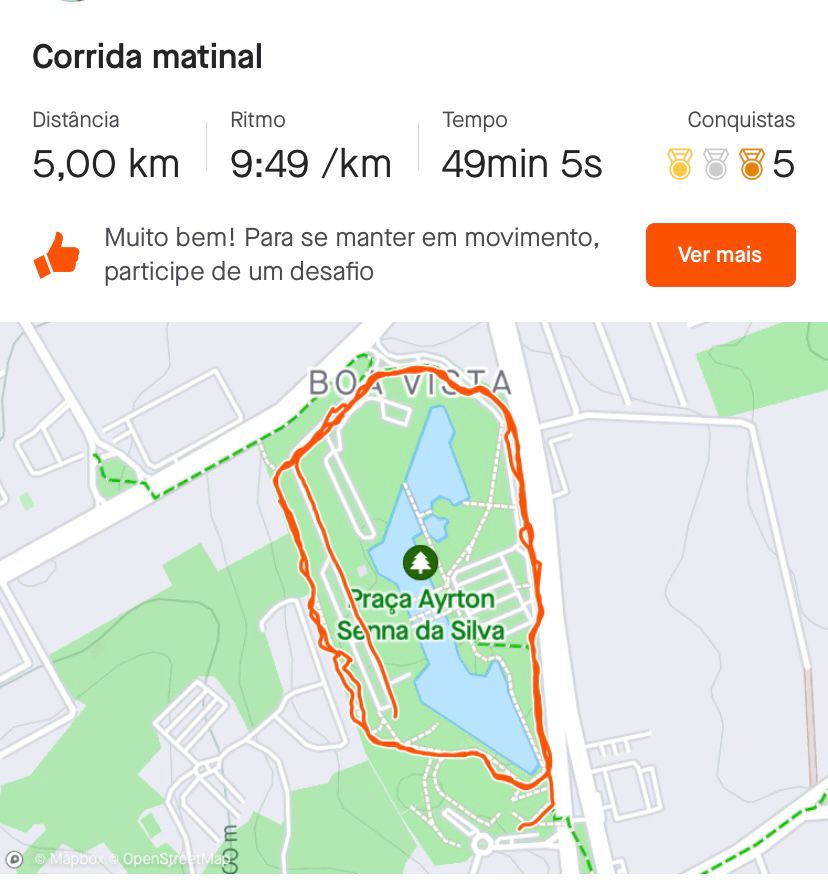 Corrida matinal
Distância Ritmo Tempo Conquistas
5,00 km 9:49 /km 49min 5s 5
Muito bem! Para se manter em movimento,
participe de um desafio
Ver mais
BOA VISTA
Praça Ayrton
Senna da Silva
© Mapbox © OpenStreetMap